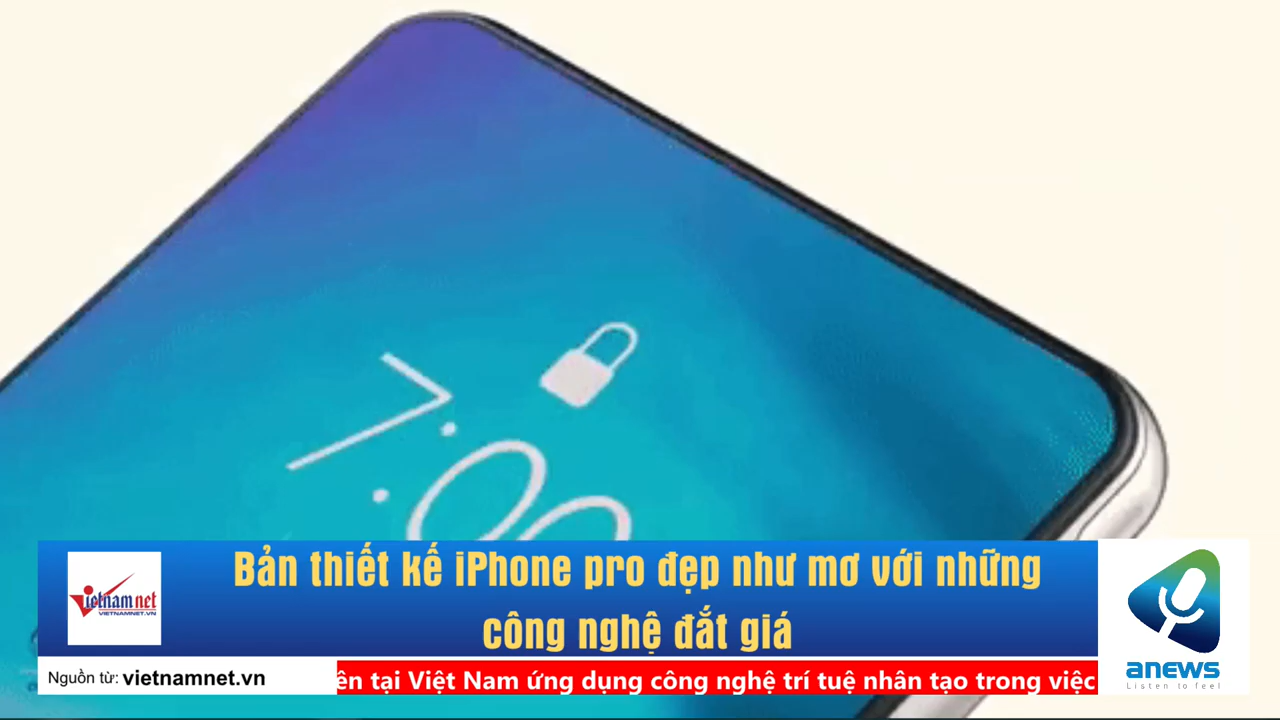 7:00
Bản thiết kế iPhone pro đẹp như mơ với những
công nghệ đắt giá
Vietnamnet
VIETNAMNET.VN
anews
Listen to feel
Nguồn từ: vietnamnet.vn
ên tại Việt Nam ứng dụng công nghệ trí tuệ nhân tạo trong việc